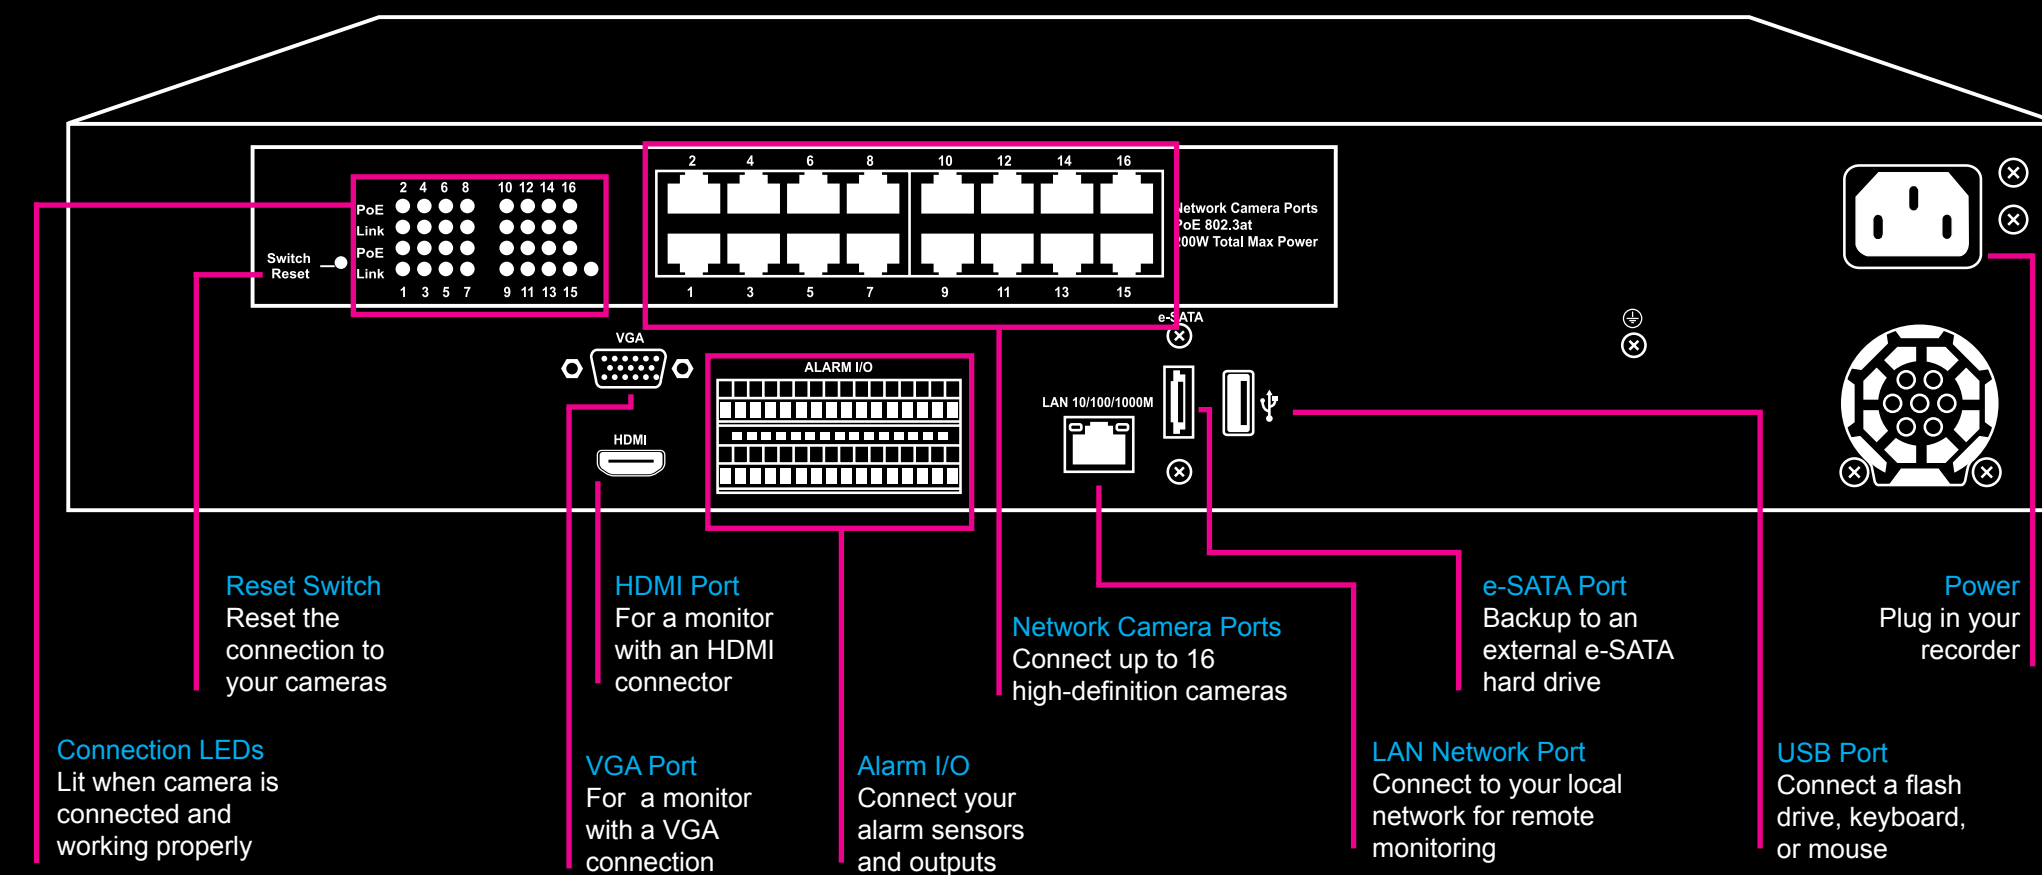 2 4 6 8 10 12 14 16
2 4 6 8 10 12 14 16
PoE
Link
PoE
Link
Switch
Reset
1 3 5 7 9 11 13 15
1 3 5 7 9 11 13 15
Network Camera Ports
PoE 802.3at
200W Total Max Power
e-SATA
VGA
ALARM I/O
LAN 10/100/1000M
HDMI
Reset Switch
Reset the
connection to
your cameras
HDMI Port
For a monitor
with an HDMI
connector
Network Camera Ports
Connect up to 16
high-definition cameras
e-SATA Port
Backup to an
external e-SATA
hard drive
Power
Plug in your
recorder
Connection LEDs
Lit when camera is
connected and
working properly
VGA Port
For a monitor
with a VGA
connection
Alarm I/O
Connect your
alarm sensors
and outputs
LAN Network Port
Connect to your local
network for remote
monitoring
USB Port
Connect a flash
drive, keyboard,
or mouse